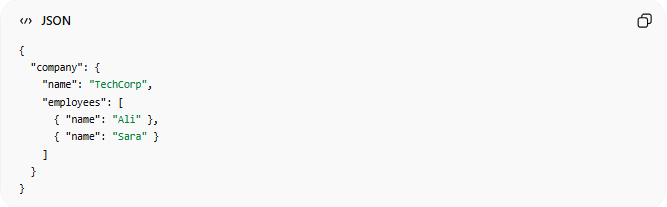 JSON
{
  "company": {
    "name": "TechCorp",
    "employees": [
      { "name": "Ali" },
      { "name": "Sara" }
    ]
  }
}